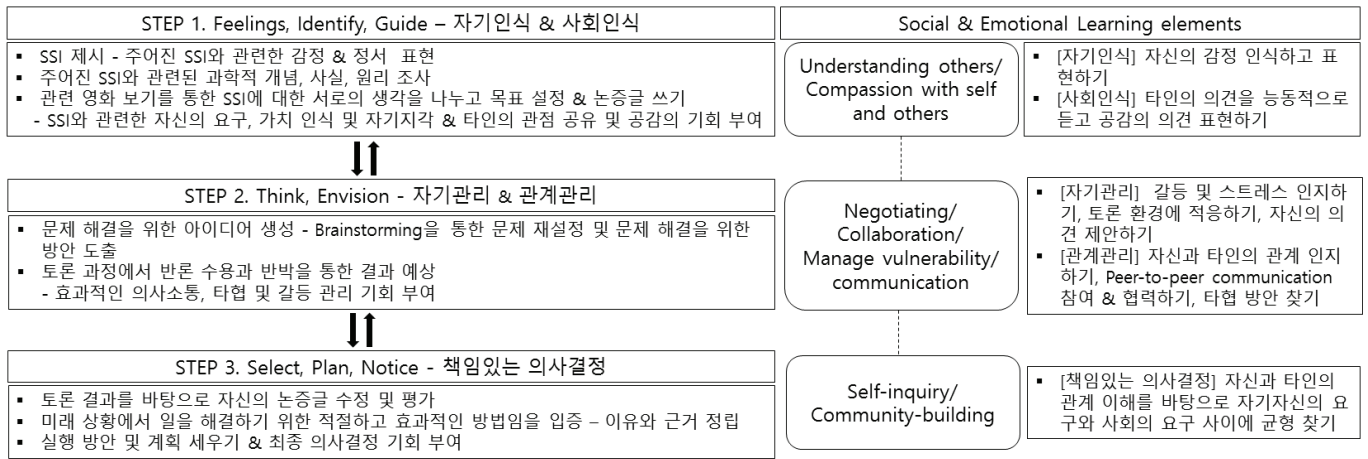 STEP 1. Feelings, Identify, Guide – 자기인식 & 사회인식
▪ SSI 제시 - 주어진 SSI와 관련한 감정 & 정서 표현
▪ 주어진 SSI와 관련된 과학적 개념, 사실, 원리 조사
▪ 관련 영화 보기를 통한 SSI에 대한 서로의 생각을 나누고 목표 설정 & 논증글 쓰기
- SSI와 관련한 자신의 요구, 가치 인식 및 자기지각 & 타인의 관점 공유 및 공감의 기회 부여
STEP 2. Think, Envision - 자기관리 & 관계관리
▪ 문제 해결을 위한 아이디어 생성 - Brainstorming을 통한 문제 재설정 및 문제 해결을 위한
방안 도출
▪ 토론 과정에서 반론 수용과 반박을 통한 결과 예상
- 효과적인 의사소통, 타협 및 갈등 관리 기회 부여
STEP 3. Select, Plan, Notice - 책임있는 의사결정
▪ 토론 결과를 바탕으로 자신의 논증글 수정 및 평가
▪ 미래 상황에서 일을 해결하기 위한 적절하고 효과적인 방법임을 입증 – 이유와 근거 정립
▪ 실행 방안 및 계획 세우기 & 최종 의사결정 기회 부여
Social & Emotional Learning elements
Understanding others/
Compassion with self
and others
▪ [자기인식] 자신의 감정 인식하고 표
현하기
▪ [사회인식] 타인의 의견을 능동적으로
듣고 공감의 의견 표현하기
Negotiating/
Collaboration/
Manage vulnerability/
communication
▪ [자기관리] 갈등 및 스트레스 인지하
기, 토론 환경에 적응하기, 자신의 의
견 제안하기
▪ [관계관리] 자신과 타인의 관계 인지
하기, Peer-to-peer communication
참여 & 협력하기, 타협 방안 찾기
Self-inquiry/
Community-building
▪ [책임있는 의사결정] 자신과 타인의
관계 이해를 바탕으로 자기자신의 요
구와 사회의 요구 사이에 균형 찾기